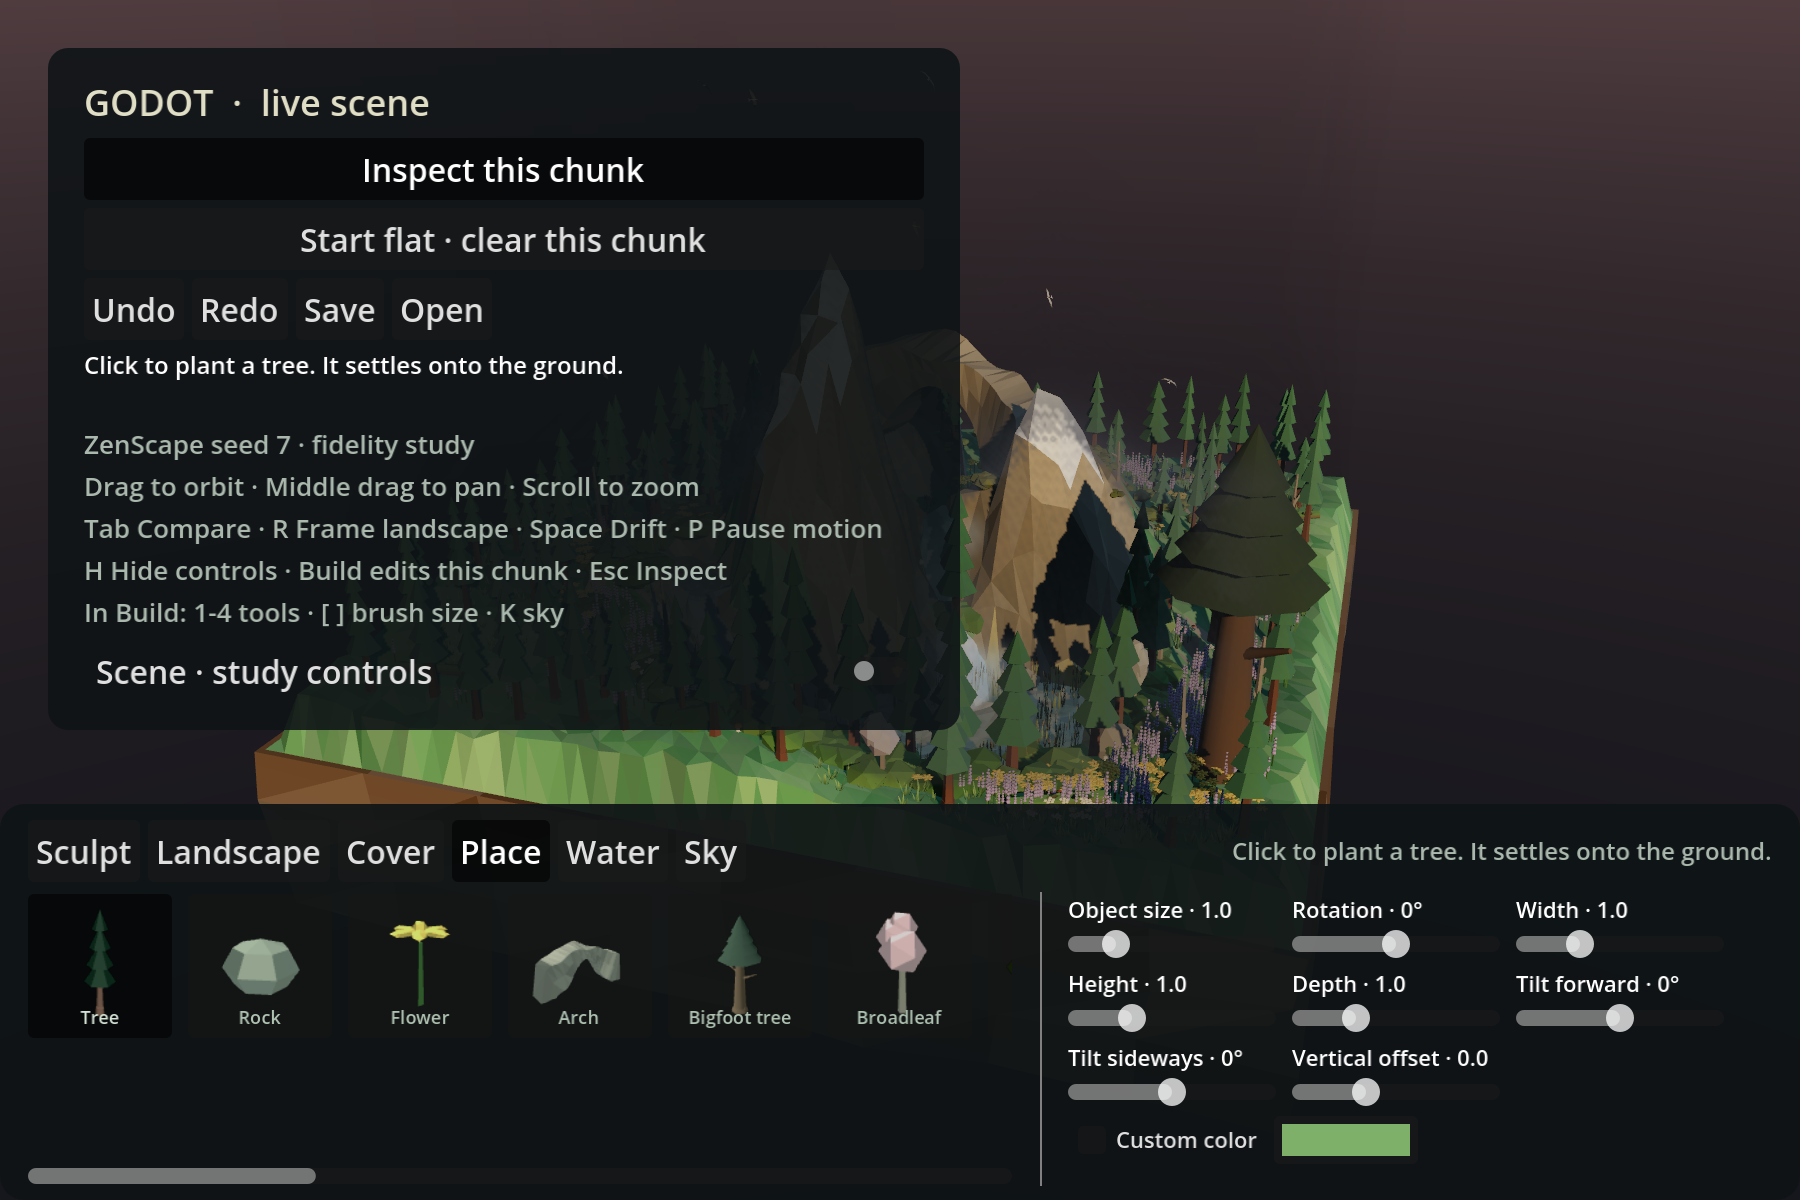 GODOT · live scene
Inspect this chunk
Start flat · clear this chunk
Undo Redo Save Open
Click to plant a tree. It settles onto the ground.
ZenScape seed 7 · fidelity study
Drag to orbit · Middle drag to pan · Scroll to zoom
Tab Compare · R Frame landscape · Space Drift · P Pause motion
H Hide controls · Build edits this chunk · Esc Inspect
In Build: 1-4 tools · [ ] brush size · K sky
Scene · study controls
Sculpt Landscape Cover Place Water Sky
Click to plant a tree. It settles onto the ground.
Tree Rock Flower Arch Bigfoot tree Broadleaf
Object size · 1.0 Rotation · 0° Width · 1.0
Height · 1.0 Depth · 1.0 Tilt forward · 0°
Tilt sideways · 0° Vertical offset · 0.0
Custom color